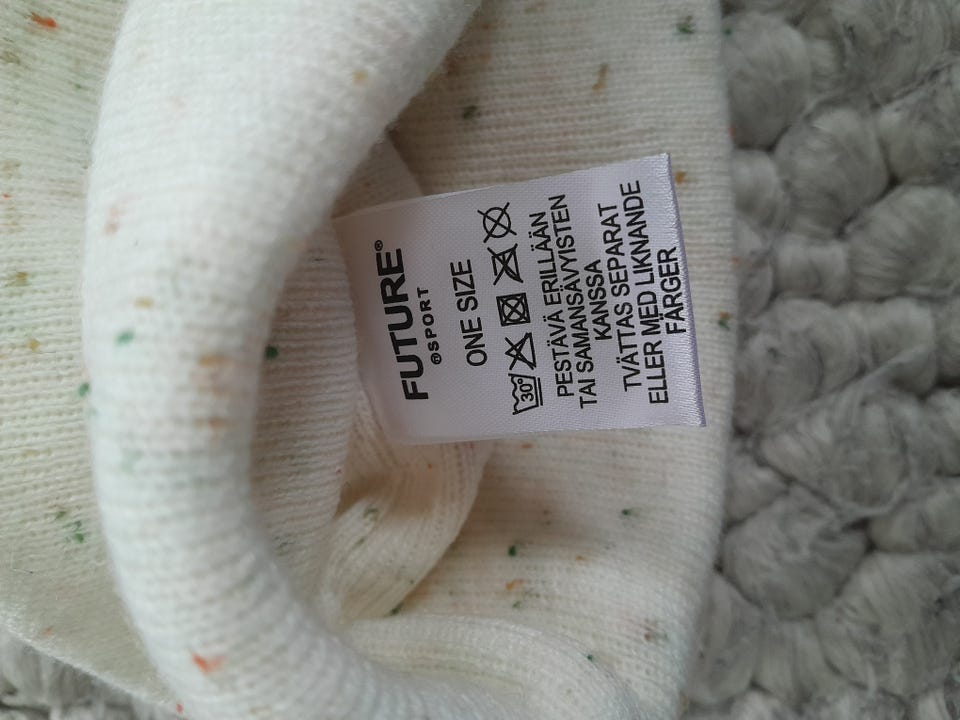 FUTURE®
®SPORT
ONE SIZE
30°
PESTÄVÄ ERILLÄÄN
TAI SAMANSÄVYISTEN
KANSSA
TVÄTTAS SEPARAT
ELLER MED LIKNANDE
FÄRGER